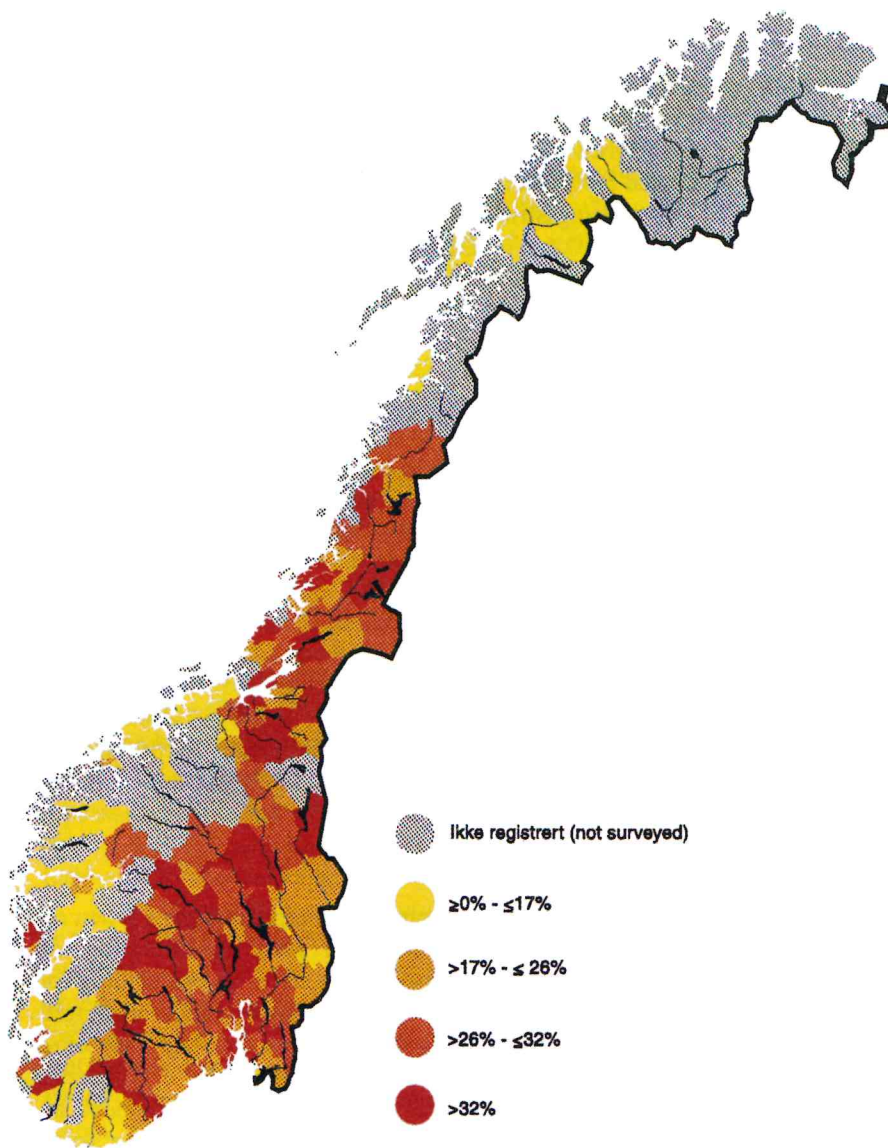 Ikke registrert (not surveyed)
≥0% - ≤17%
>17% - ≤ 26%
>26% - ≤32%
>32%